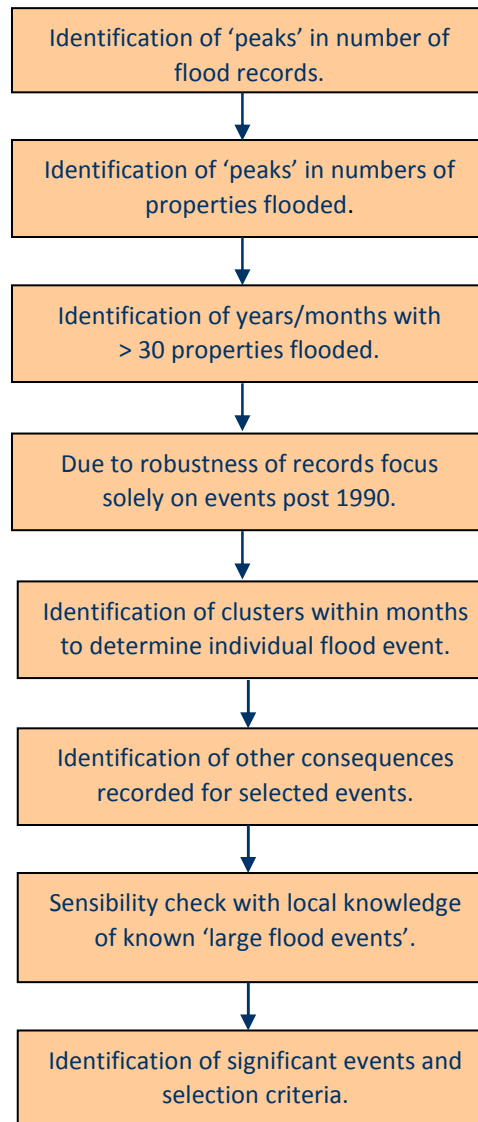 Identification of ‘peaks’ in number of
flood records.
Identification of ‘peaks’ in numbers of
properties flooded.
Identification of years/months with
> 30 properties flooded.
Due to robustness of records focus
solely on events post 1990.
Identification of clusters within months
to determine individual flood event.
Identification of other consequences
recorded for selected events.
Sensibility check with local knowledge
of known ‘large flood events’.
Identification of significant events and
selection criteria.